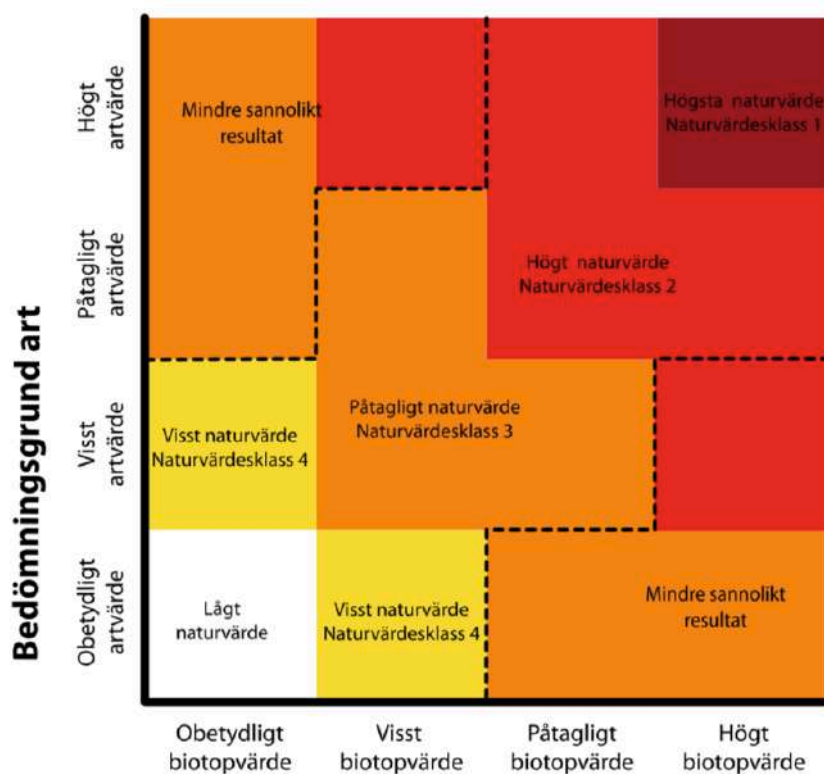 Bedömningsgrund art
Högt
artvärde
Påtagligt
artvärde
Visst
artvärde
Obetydligt
artvärde
Mindre sannolikt
resultat
Högsta naturvärde
Naturvärdesklass 1
Högt naturvärde
Naturvärdesklass 2
Påtagligt naturvärde
Naturvärdesklass 3
Visst naturvärde
Naturvärdesklass 4
Lågt
naturvärde
Visst naturvärde
Naturvärdesklass 4
Mindre sannolikt
resultat
Obetydligt
biotopvärde
Visst
biotopvärde
Påtagligt
biotopvärde
Högt
biotopvärde